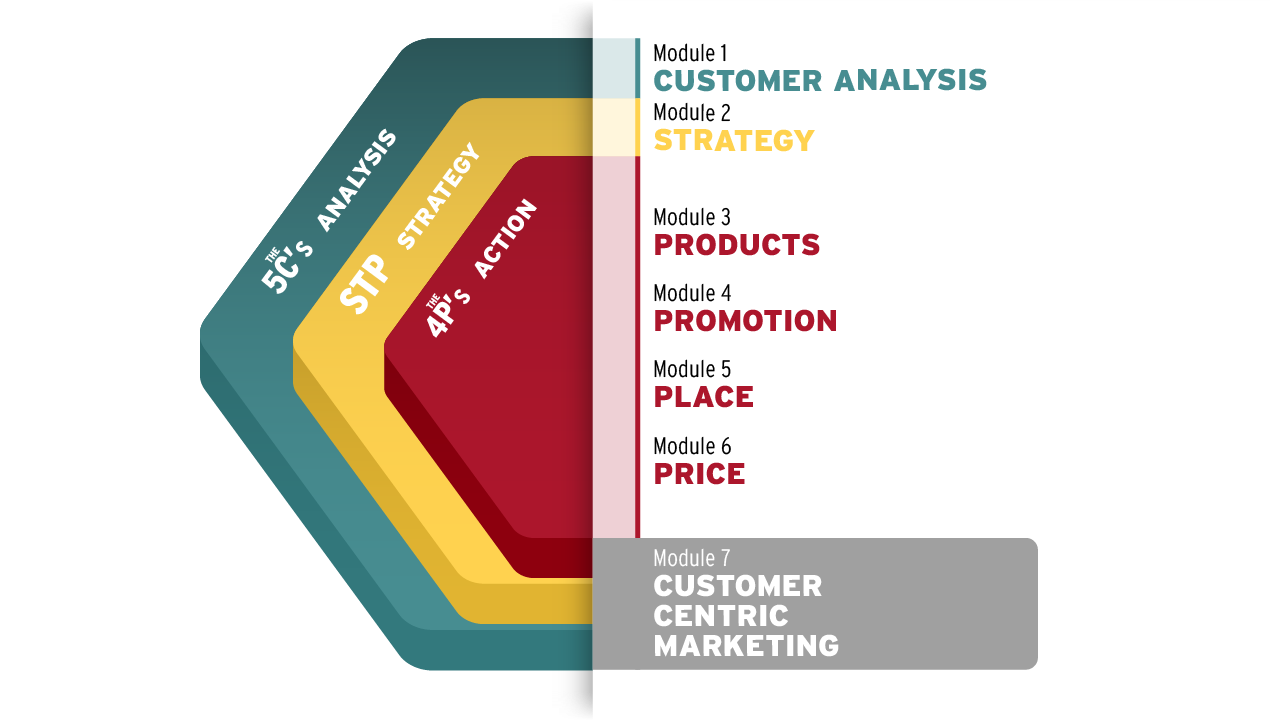 THE
5C's ANALYSIS
STP STRATEGY
THE
4P's ACTION
Module 1
CUSTOMER ANALYSIS
Module 2
STRATEGY
Module 3
PRODUCTS
Module 4
PROMOTION
Module 5
PLACE
Module 6
PRICE
Module 7
CUSTOMER
CENTRIC
MARKETING